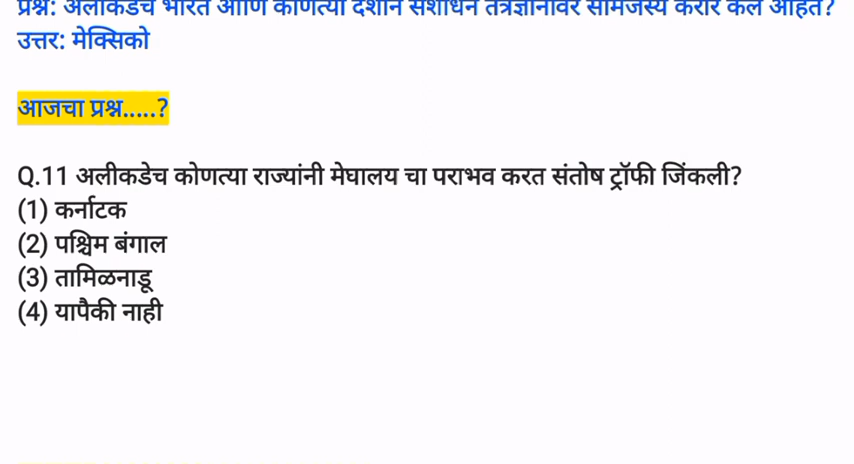 प्रश्न: अलीकडेच भारत आणि कोणत्या देशाने संशोधन तंत्रज्ञानावर सामंजस्य करार केले आहेत?
उत्तर: मेक्सिको
आजचा प्रश्न.....?
Q.11 अलीकडेच कोणत्या राज्यांनी मेघालय चा पराभव करत संतोष ट्रॉफी जिंकली?
(1) कर्नाटक
(2) पश्चिम बंगाल
(3) तामिळनाडू
(4) यापैकी नाही